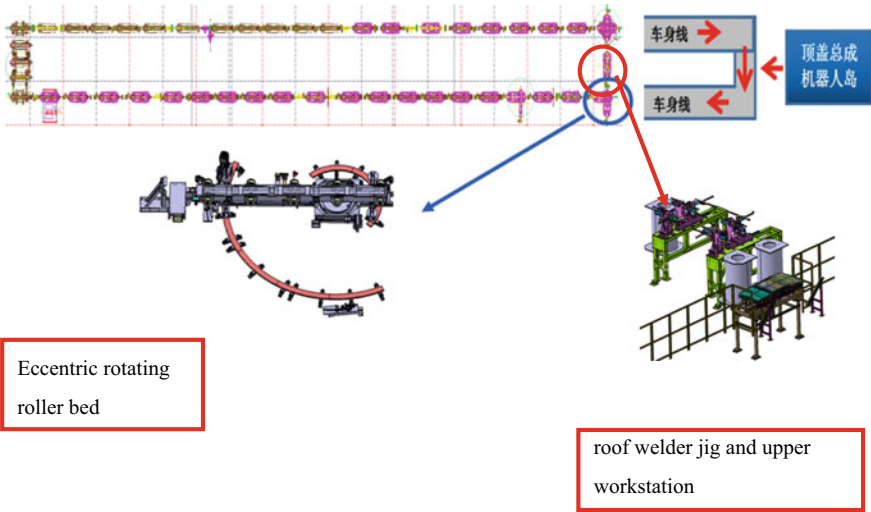 车身线
顶盖总成
机器人岛
车身线
Eccentric rotating
roller bed
roof welder jig and upper
workstation